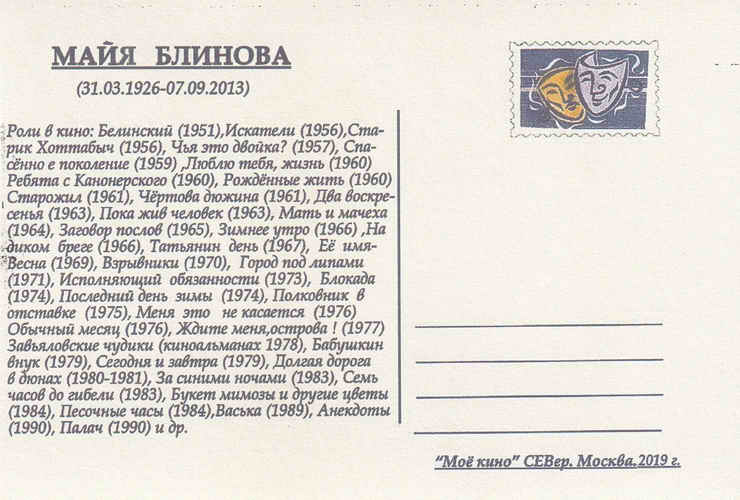 МАЙЯ БЛИНОВА
(31.03.1926-07.09.2013)
Роли в кино: Белинский (1951),Искатели (1956),Ста-
рик Хоттабыч (1956), Чья это двойка? (1957), Спа-
сённо е поколение (1959) ,Люблю тебя, жизнь (1960)
Ребята с Канонерского (1960), Рождённые жить (1960)
Старожил (1961), Чёртова дюжина (1961), Два воскре-
сенья (1963), Пока жив человек (1963), Мать и мачеха
(1964), Заговор послов (1965), Зимнее утро (1966) ,На
диком бреге (1966), Татьянин день (1967), Её имя-
Весна (1969), Взрывники (1970), Город под липами
(1971), Исполняющий обязанности (1973), Блокада
(1974), Последний день зимы (1974), Полковник в
отставке (1975), Меня это не касается (1976)
Обычный месяц (1976), Ждите меня,острова ! (1977)
Завьяловские чудики (киноальманах 1978), Бабушкин
внук (1979), Сегодня и завтра (1979), Долгая дорога
в дюнах (1980-1981), За синими ночами (1983), Семь
часов до гибели (1983), Букет мимозы и другие цветы
(1984), Песочные часы (1984),Васька (1989), Анекдоты
(1990), Палач (1990) и др.
“Моё кино” СЕВер. Москва,2019 г.